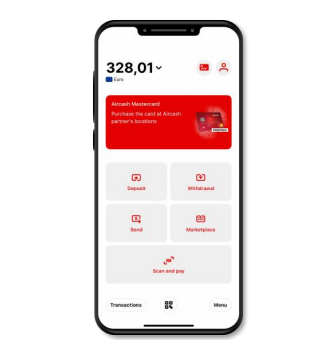 328,01
Euro
Aircash Mastercard
Purchase the card at Aircash
partner's locations
Deposit
Withdrawal
Send
Marketplace
Scan and pay
Transactions
Menu